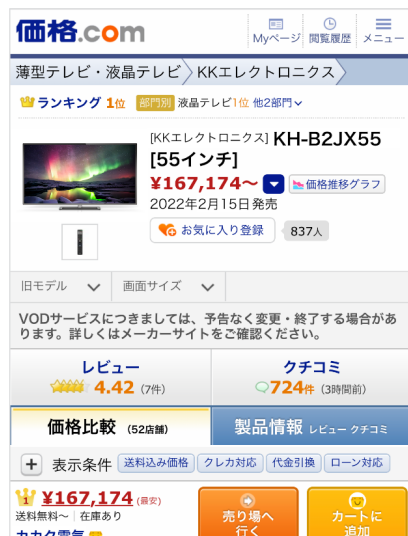 価格.com
Myページ 閲覧履歴 メニュー
薄型テレビ・液晶テレビ KKエレクトロニクス
ランキング 1位 部門別 液晶テレビ1位 他2部門
[KKエレクトロニクス] KH-B2JX55
[55インチ]
¥167,174〜 価格推移グラフ
2022年2月15日発売
お気に入り登録 837人
旧モデル 画面サイズ
VODサービスにつきましては、予告なく変更・終了する場合があ
ります。詳しくはメーカーサイトをご確認ください。
レビュー クチコミ
4.42 (7件) 724件 (3時間前)
価格比較 (52店舗) 製品情報 レビュー クチコミ
+ 表示条件 送料込み価格 クレカ対応 代金引換 ローン対応
1 ¥167,174 (最安) 売り場へ カートに
送料無料〜 在庫あり 行く 追加
カカク電気